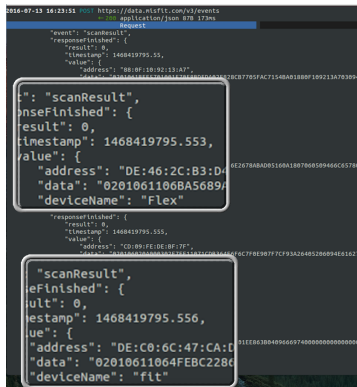 2016-07-13 16:23:51 POST https://data.misfit.com/v3/events
← 200 application/json 87B 173ms
Request
"event": "scanResult",
"responseFinished": {
"result": 0,
"timestamp": 1468419795.55,
"value": {
"address": "88:0F:10:92:13:A7",
": "scanResult",
onseFinished": {
result": 0,
timestamp": 1468419795.553,
value": {
"address": "DE:46:2C:B3:D4
"data": "0201061106BA5689A
"deviceName": "Flex"
"responseFinished": {
"result": 0,
"timestamp": 1468419795.55,
"value": {
"address": "CD:09:FE:DE:BF:7F",
"scanResult",
eFinished": {
ult": 0,
estamp": 1468419795.556,
ue": {
"address": "DE:C0:6C:47:CA:D
"data": "02010611064FEBC2286
"deviceName": "fit"